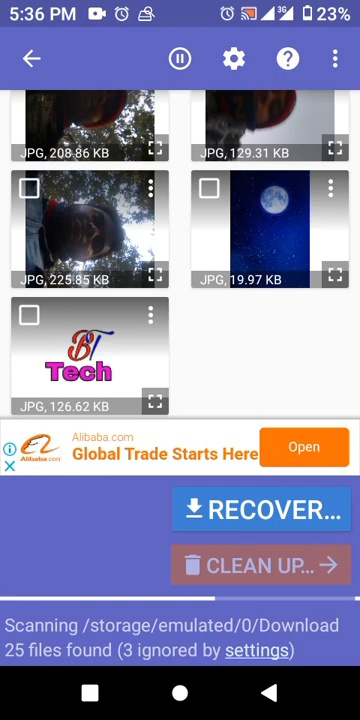 5:36 PM
3G
23%
JPG, 208.86 KB
JPG, 129.31 KB
JPG, 225.85 KB
JPG, 19.97 KB
BT
Tech
JPG, 126.62 KB
Alibaba.com
Alibaba.com
Global Trade Starts Here
Open
RECOVER...
CLEAN UP...
Scanning /storage/emulated/0/Download
25 files found (3 ignored by settings)